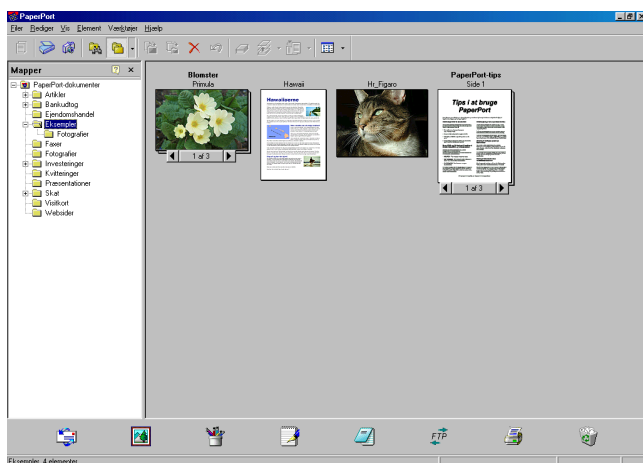 PaperPort
Filer Rediger Vis Element Værktøjer Hjælp
Mapper
PaperPort-dokumenter
Artikler
Bankudtog
Ejendomshandel
Eksempler
Fotografier
Faxer
Fotografier
Investeringer
Kvitteringer
Præsentationer
Skat
Visitkort
Websider
Blomster
Primula
1 af 3
Hawaii
Hawaiiøerne
Hr_Figaro
PaperPort-tips
Side 1
Tips i at bruge
PaperPort
1 af 3
FTP
Eksempler, 4 elementer